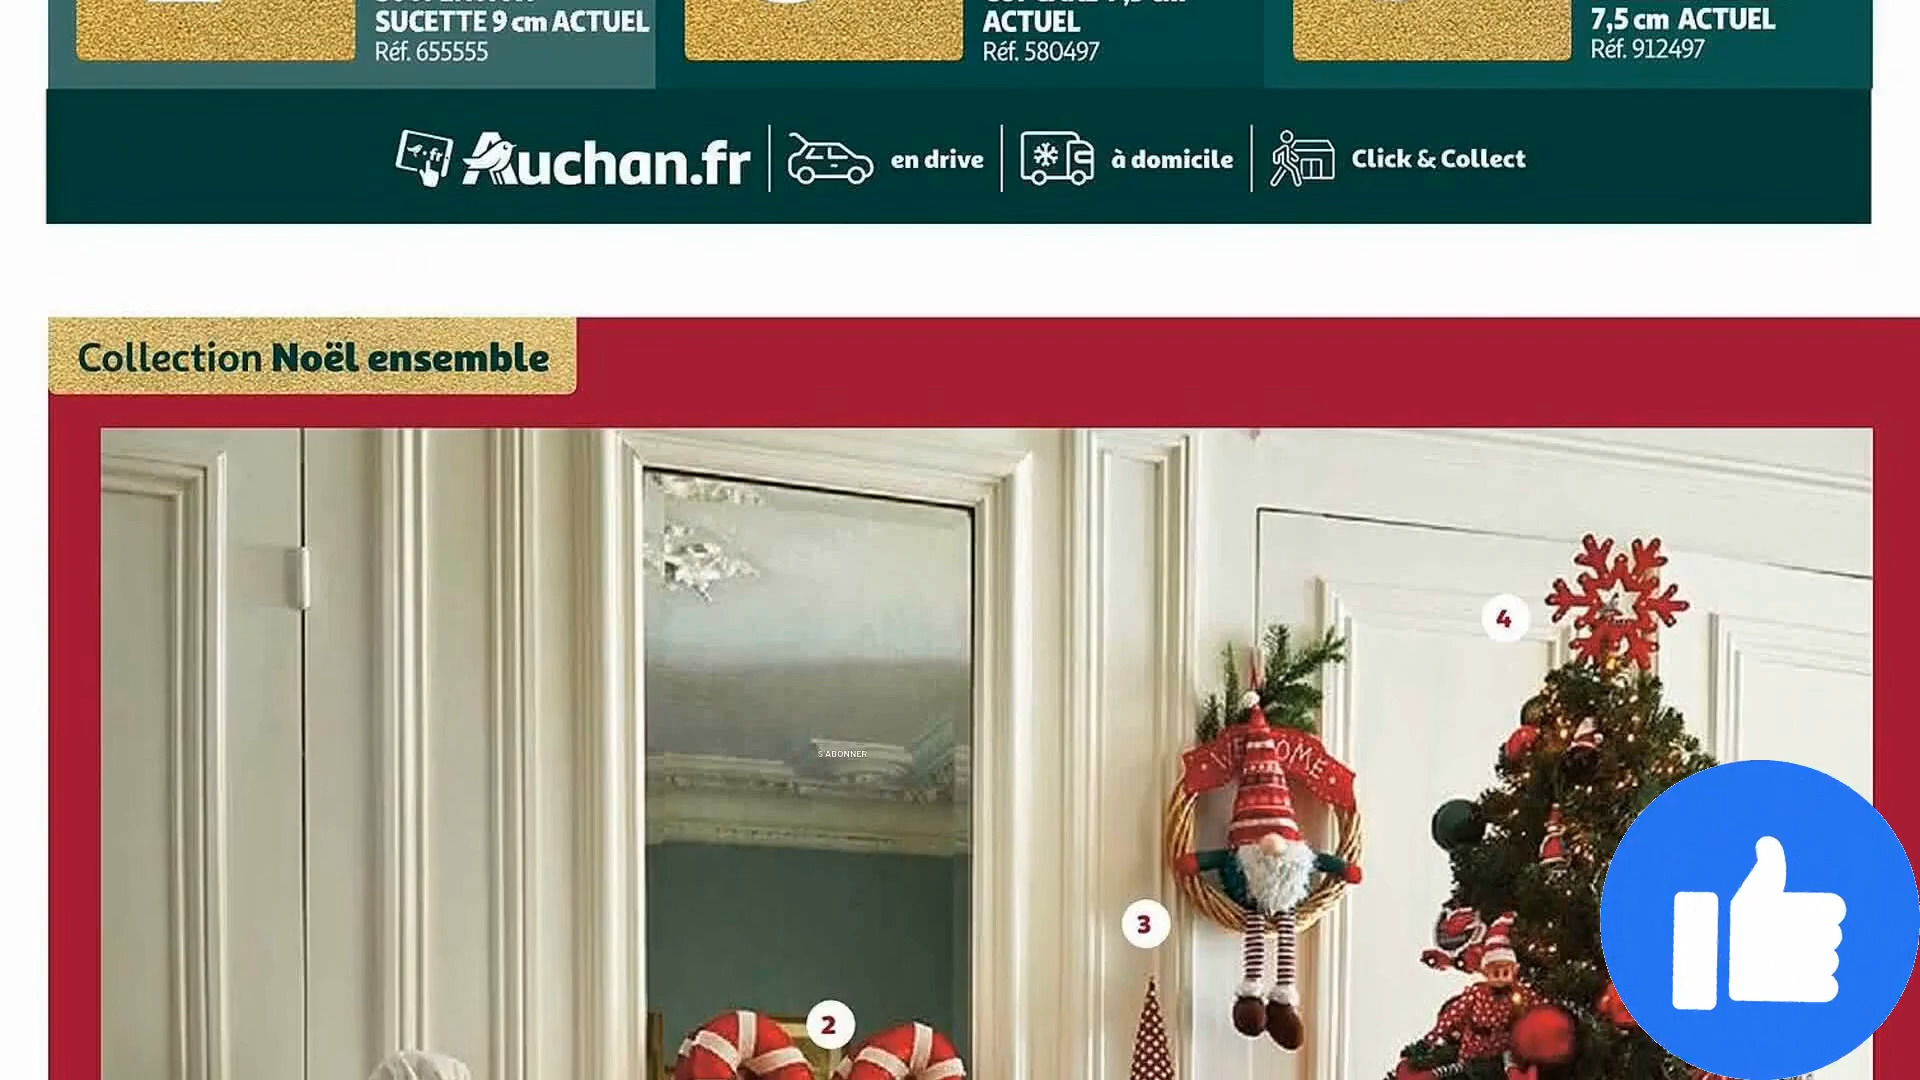 SUCETTE 9 cm ACTUEL
Réf. 655555
ACTUEL
Réf. 580497
7,5 cm ACTUEL
Réf. 912497
Auchan.fr
en drive
à domicile
Click & Collect
Collection Noël ensemble
4
WELCOME
S'ABONNER
3
2